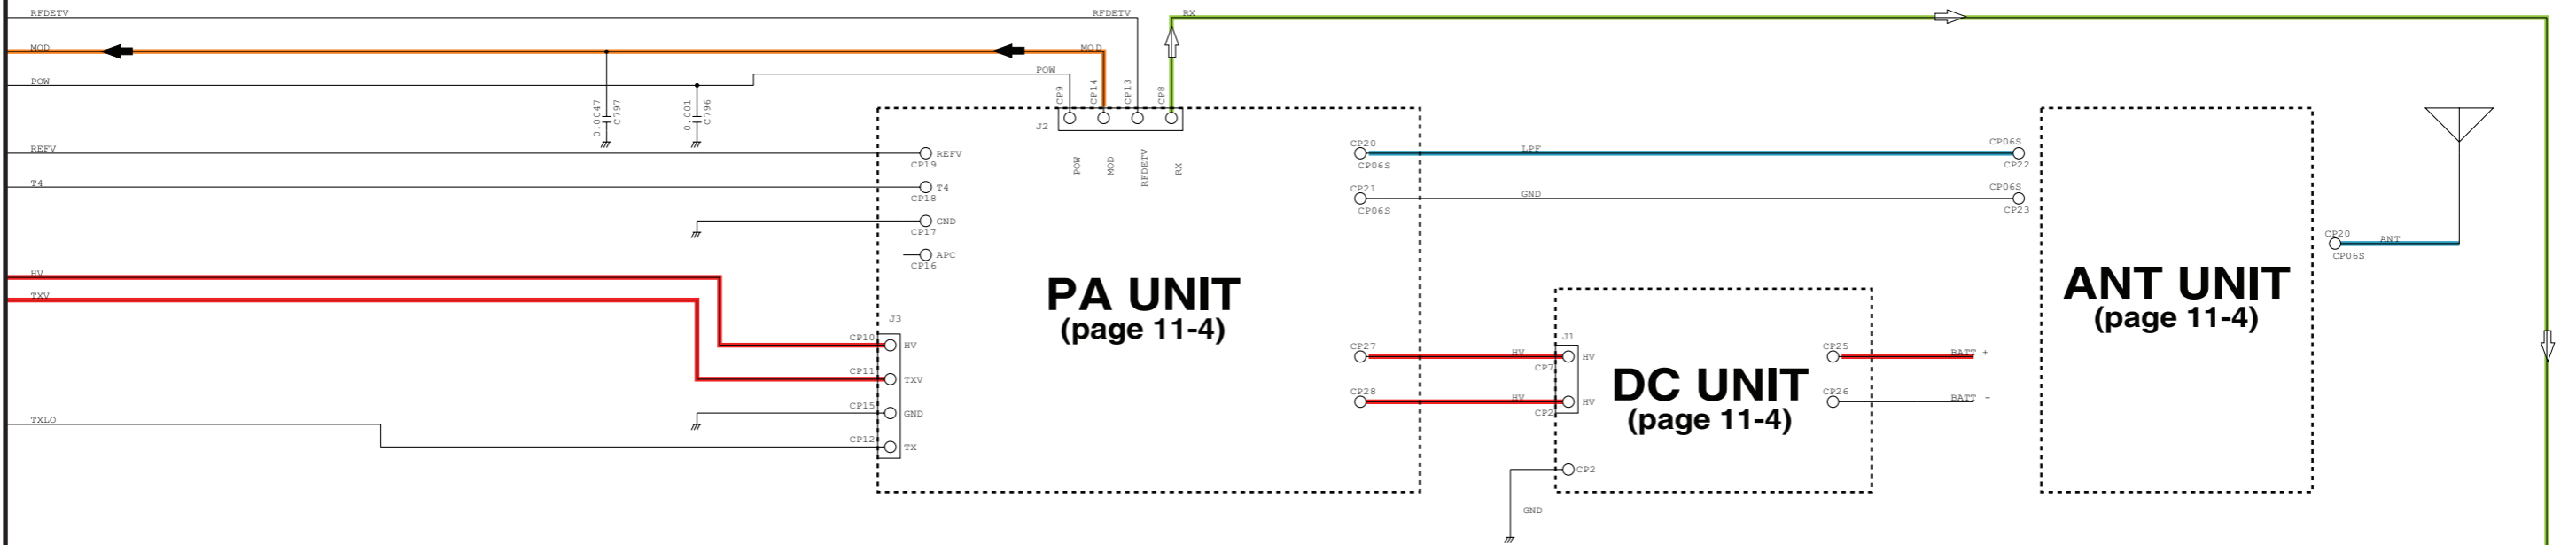 RFDETV
RFDETV
RX
MOD
MOD
POW
POW
CP9
CP14
CP13
CP8
0.0047
C797
0.001
C796
J2
POW
MOD
RFDETV
RX
REFV
REFV
CP19
T4
T4
CP18
GND
CP17
APC
CP16
CP20
CP06S
LPF
CP06S
CP22
CP21
CP06S
GND
CP06S
CP23
CP20
CP06S
ANT
HV
TXV
PA UNIT
(page 11-4)
ANT UNIT
(page 11-4)
J3
CP10
HV
CP11
TXV
CP15
GND
CP12
TX
TXLO
CP27
HV
CP28
HV
J1
HV
CP7
HV
CP2
DC UNIT
(page 11-4)
CP25
BATT +
CP26
BATT -
CP2
GND